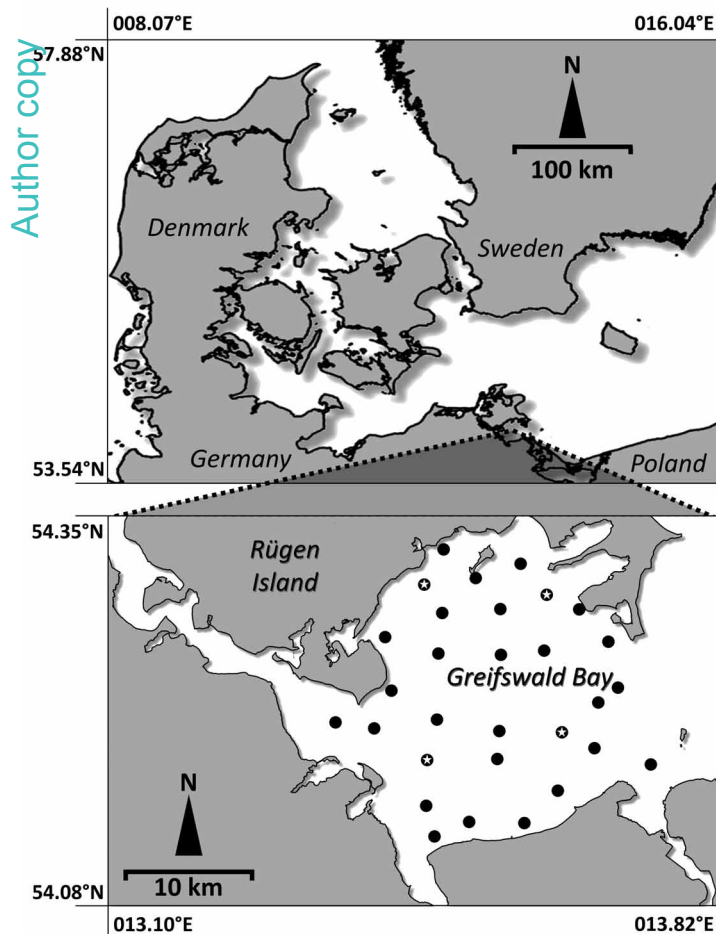 008.07°E
016.04°E
57.88°N
Author copy
N
100 km
Denmark
Sweden
Germany
Poland
53.54°N
54.35°N
Rügen
Island
Greifswald Bay
N
10 km
54.08°N
013.10°E
013.82°E